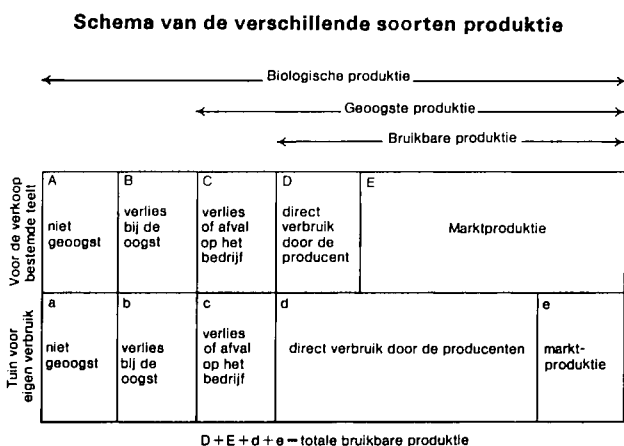 Schema van de verschillende soorten produktie
Biologische produktie
Geoogste produktie
Bruikbare produktie
Voor de verkoop
bestemde teelt
A
niet
geoogst
B
verlies
bij de
oogst
C
verlies
of afval
op het
bedrijf
D
direct
verbruik
door de
producent
E
Marktproduktie
Tuin voor
eigen verbruik
a
niet
geoogst
b
verlies
bij de
oogst
c
verlies
of afval
op het
bedrijf
d
direct verbruik door de producenten
e
markt-
produktie
D+E+d+e=totale bruikbare produktie